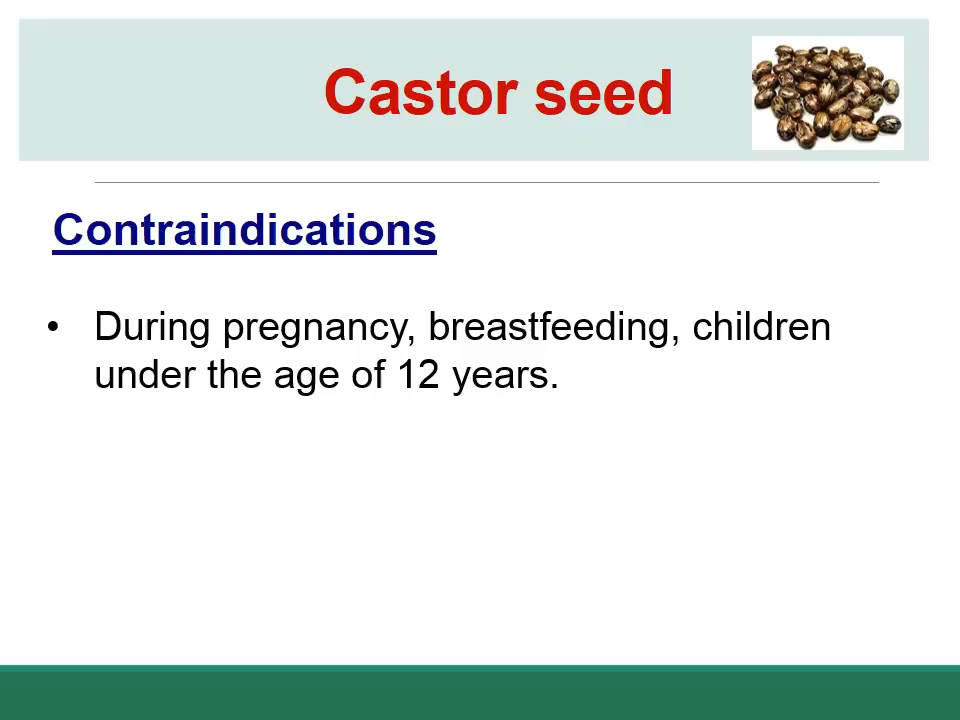 Castor seed
Contraindications
• During pregnancy, breastfeeding, children
under the age of 12 years.